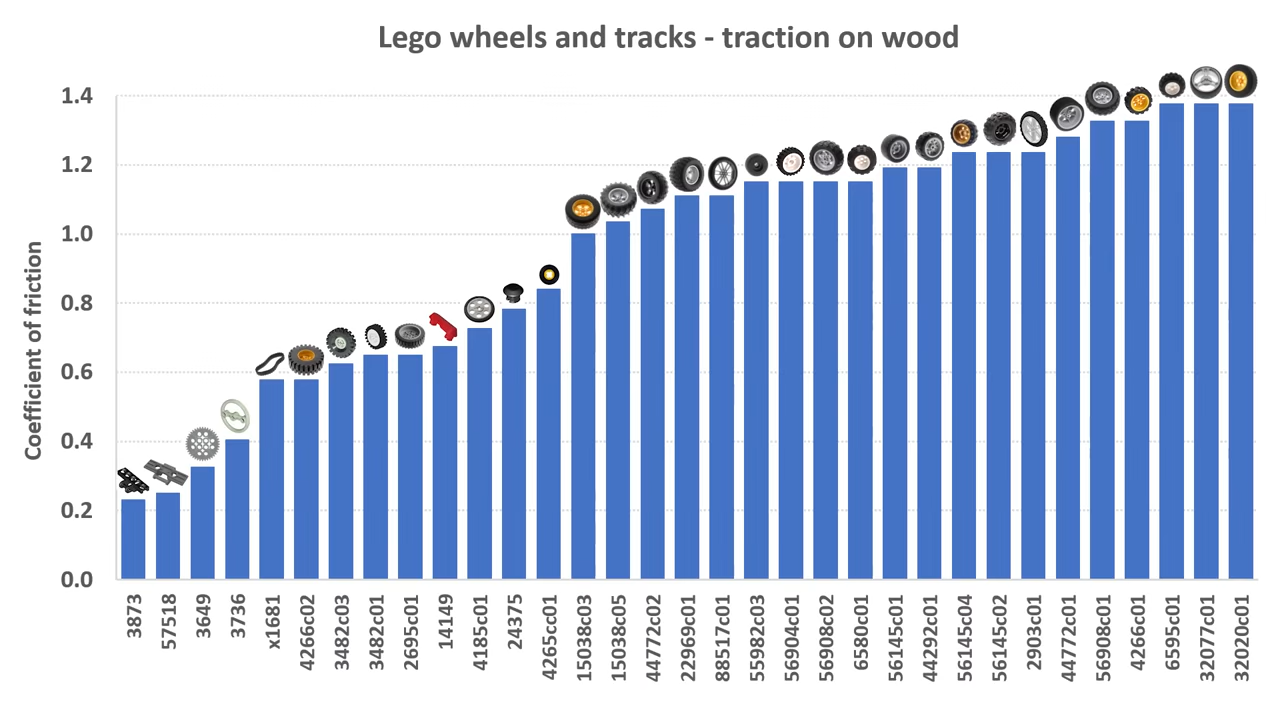 Lego wheels and tracks - traction on wood
Coefficient of friction
1.4
1.2
1.0
0.8
0.6
0.4
0.2
0.0
3873
57518
3649
3736
x1681
4266c02
3482c03
3482c01
2695c01
14149
4185c01
24375
4265cc01
15038c03
15038c05
44772c02
22969c01
88517c01
55982c03
56904c01
56908c02
6580c01
56145c01
44292c01
56145c04
56145c02
2903c01
44772c01
56908c01
4266c01
6595c01
32077c01
32020c01